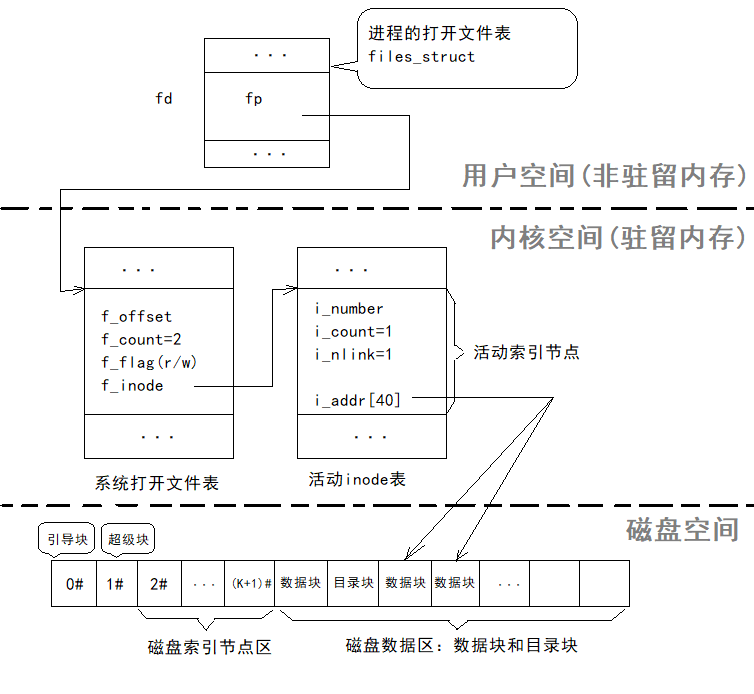 进程的打开文件表
files_struct
...
fd
fp
...
用户空间(非驻留内存)
内核空间(驻留内存)
...
...
f_offset
f_count=2
f_flag(r/w)
f_inode
i_number
i_count=1
i_nlink=1
i_addr[40]
活动索引节点
...
...
系统打开文件表
活动inode表
磁盘空间
引导块
超级块
0# 1# 2# ... (K+1)# 数据块 目录块 数据块 数据块 ...
磁盘索引节点区
磁盘数据区：数据块和目录块